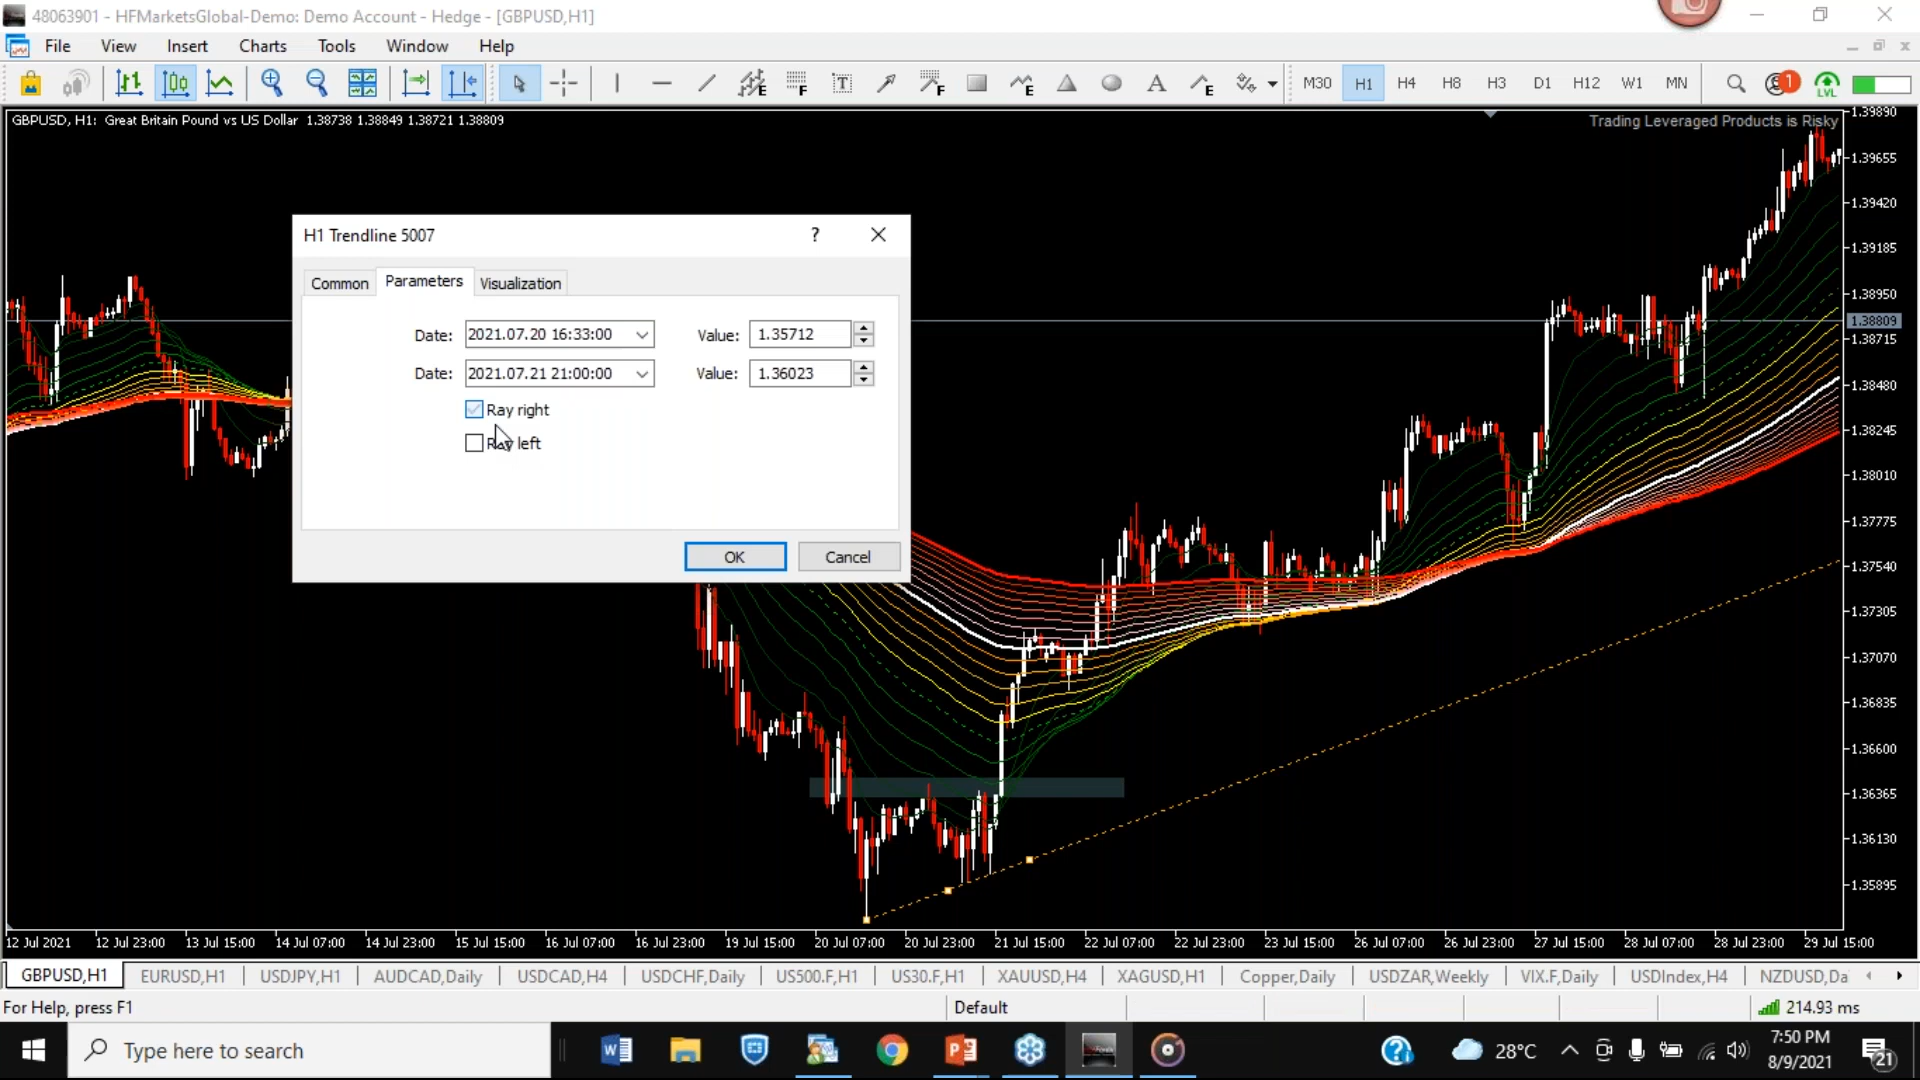 48063901 - HFMarketsGlobal-Demo: Demo Account - Hedge - [GBPUSD,H1]
File View Insert Charts Tools Window Help
M30 H1 H4 H8 H3 D1 H12 W1 MN 1 LVL
GBPUSD, H1: Great Britain Pound vs US Dollar 1.38738 1.38849 1.38721 1.38809
Trading Leveraged Products is Risky
1.39890
1.39655
1.39420
1.39185
1.38950
1.38809
1.38715
1.38480
1.38245
1.38010
1.37775
1.37540
1.37305
1.37070
1.36835
1.36600
1.36365
1.36130
1.35895
H1 Trendline 5007 ?
Common Parameters Visualization
Date: 2021.07.20 16:33:00 Value: 1.35712
Date: 2021.07.21 21:00:00 Value: 1.36023
Ray right
Ray left
OK Cancel
12 Jul 2021 12 Jul 23:00 13 Jul 15:00 14 Jul 07:00 14 Jul 23:00 15 Jul 15:00 16 Jul 07:00 16 Jul 23:00 19 Jul 15:00 20 Jul 07:00 20 Jul 23:00 21 Jul 15:00 22 Jul 07:00 22 Jul 23:00 23 Jul 15:00 26 Jul 07:00 26 Jul 23:00 27 Jul 15:00 28 Jul 07:00 28 Jul 23:00 29 Jul 15:00
GBPUSD,H1 EURUSD,H1 USDJPY,H1 AUDCAD,Daily USDCAD,H4 USDCHF,Daily US500.F,H1 US30.F,H1 XAUUSD,H4 XAGUSD,H1 Copper,Daily USDZAR,Weekly VIX.F,Daily USDIndex,H4 NZDUSD,Da
For Help, press F1 Default 214.93 ms
Type here to search
28°C
7:50 PM
8/9/2021
21